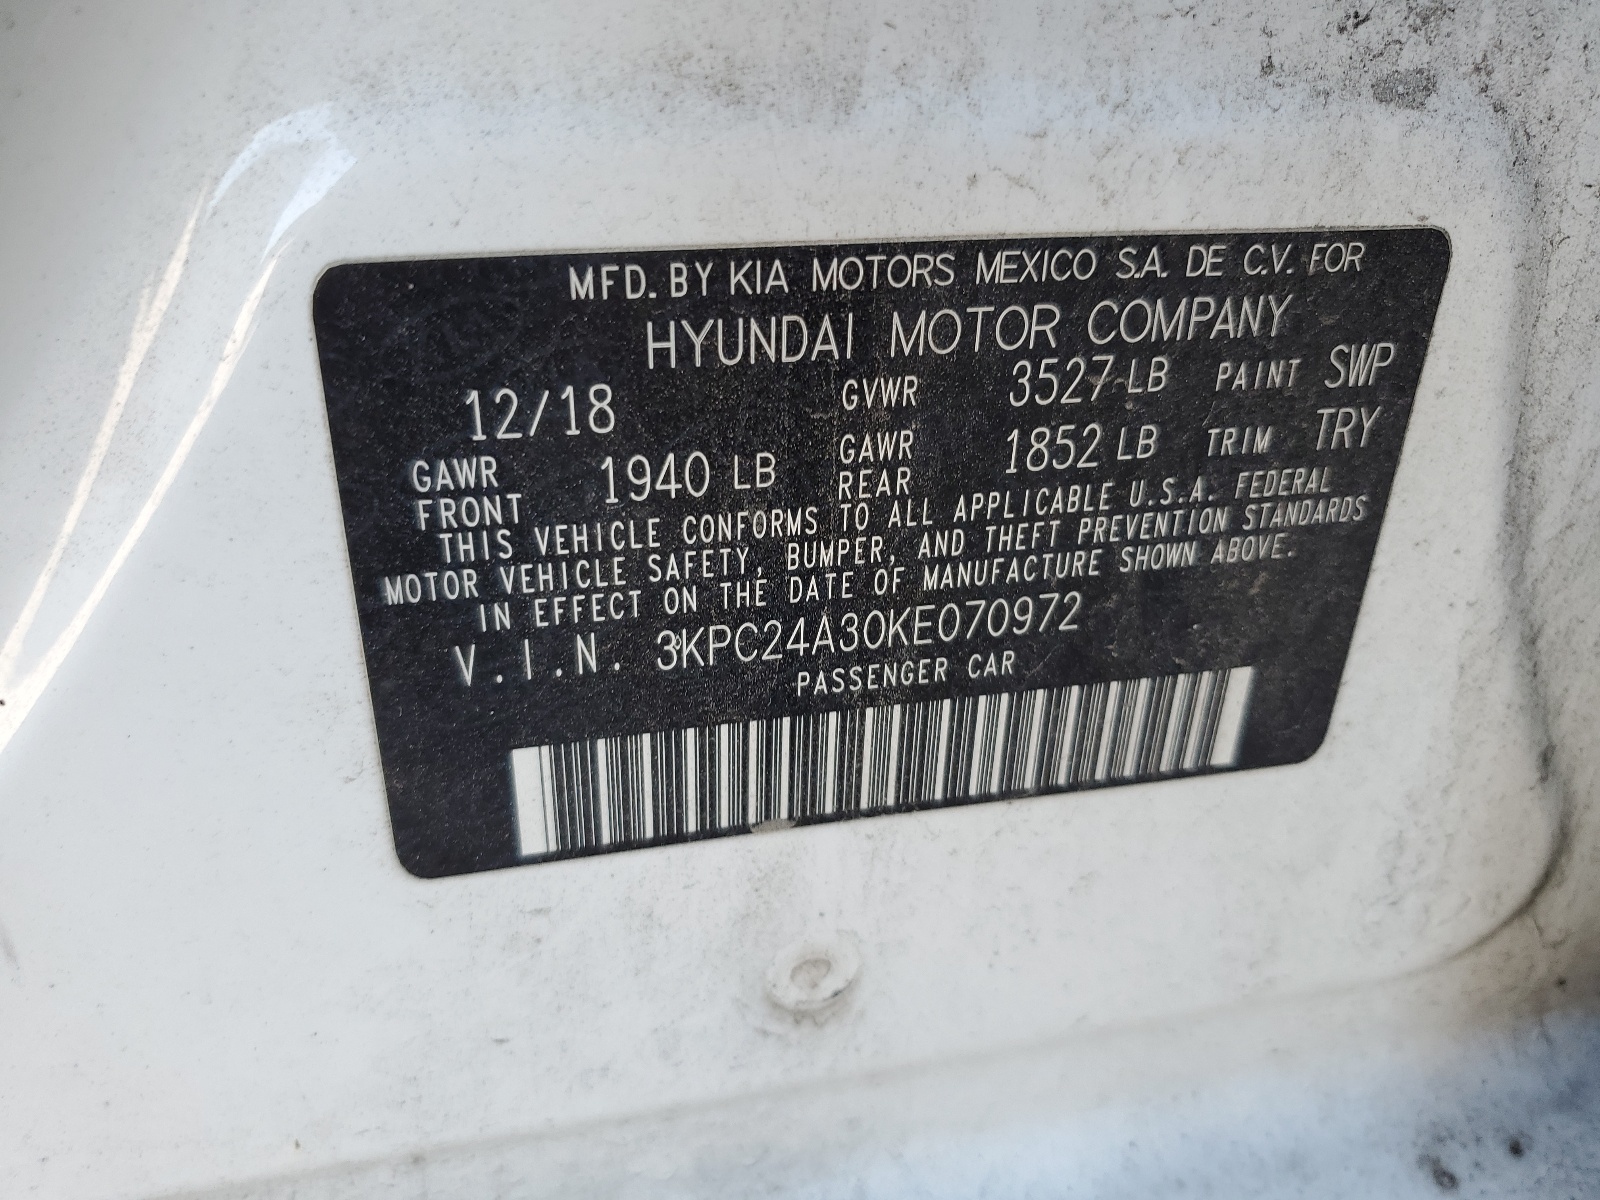 MFD. BY KIA MOTORS MEXICO S.A. DE C.V. FOR
HYUNDAI MOTOR COMPANY
12/18 GVWR 3527 LB PAINT SWP
GAWR FRONT 1940 LB GAWR REAR 1852 LB TRIM TRY
THIS VEHICLE CONFORMS TO ALL APPLICABLE U.S.A. FEDERAL
MOTOR VEHICLE SAFETY, BUMPER, AND THEFT PREVENTION STANDARDS
IN EFFECT ON THE DATE OF MANUFACTURE SHOWN ABOVE.
V.I.N. 3KPC24A30KE070972
PASSENGER CAR